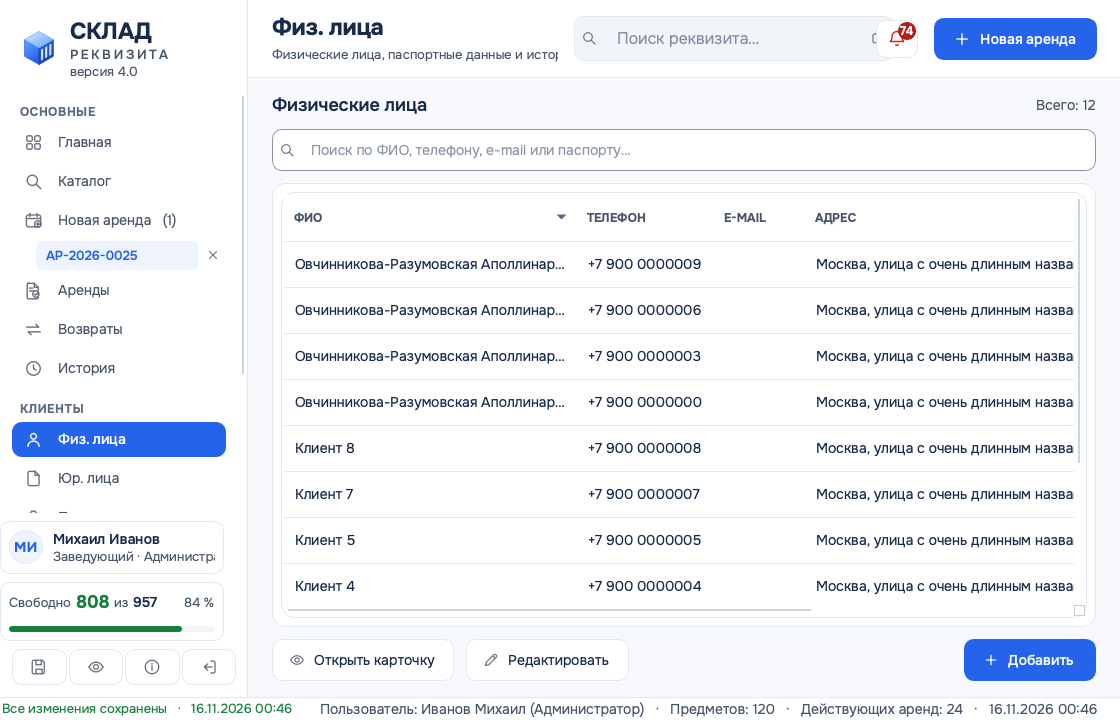 СКЛАД
РЕКВИЗИТА
версия 4.0
ОСНОВНЫЕ
Главная
Каталог
Новая аренда (1)
AP-2026-0025
Аренды
Возвраты
История
КЛИЕНТЫ
Физ. лица
Юр. лица
МИ
Михаил Иванов
Заведующий · Администра
Свободно 808 из 957 84 %
Физ. лица
Физические лица, паспортные данные и истор
Поиск реквизита...
74
Новая аренда
Физические лица
Всего: 12
Поиск по ФИО, телефону, e-mail или паспорту...
ФИО ТЕЛЕФОН E-MAIL АДРЕС
Овчинникова-Разумовская Аполлинар... +7 900 0000009 Москва, улица с очень длинным назва
Овчинникова-Разумовская Аполлинар... +7 900 0000006 Москва, улица с очень длинным назва
Овчинникова-Разумовская Аполлинар... +7 900 0000003 Москва, улица с очень длинным назва
Овчинникова-Разумовская Аполлинар... +7 900 0000000 Москва, улица с очень длинным назва
Клиент 8 +7 900 0000008 Москва, улица с очень длинным назва
Клиент 7 +7 900 0000007 Москва, улица с очень длинным назва
Клиент 5 +7 900 0000005 Москва, улица с очень длинным назва
Клиент 4 +7 900 0000004 Москва, улица с очень длинным назва
Открыть карточку
Редактировать
Добавить
Все изменения сохранены · 16.11.2026 00:46
Пользователь: Иванов Михаил (Администратор) · Предметов: 120 · Действующих аренд: 24 · 16.11.2026 00:46